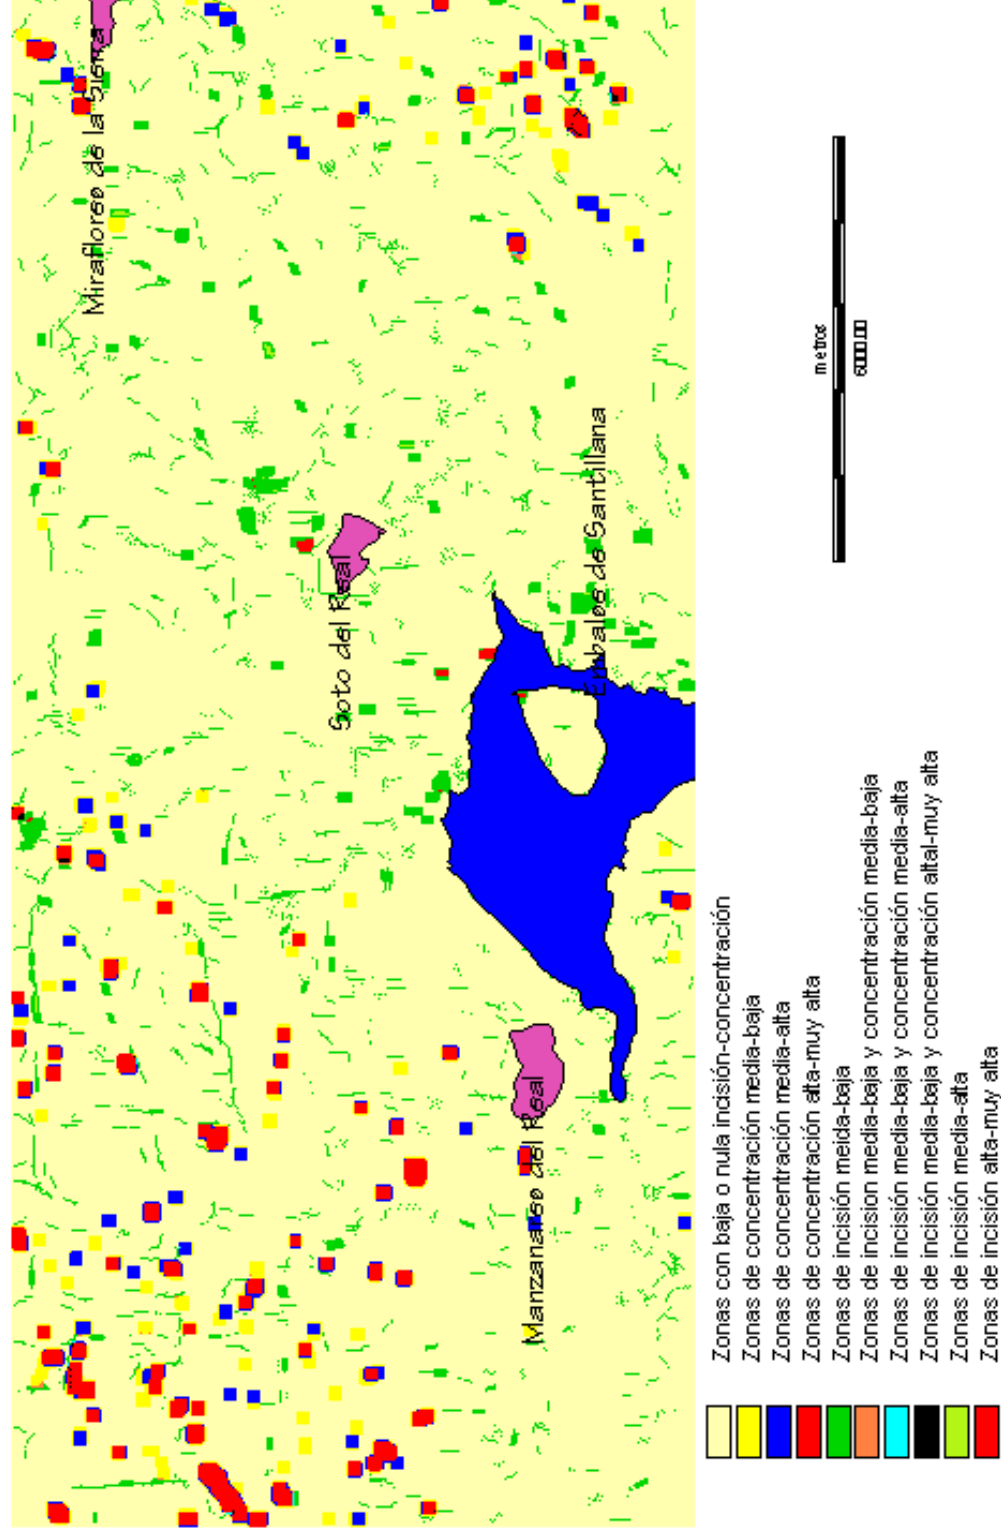 Miraflores de la Sierra
Soto del Real
Embalse de Santillana
Manzanares del Real
metros
6000.00
Zonas con baja o nula incisión-concentración
Zonas de concentración media-baja
Zonas de concentración media-alta
Zonas de concentración alta-muy alta
Zonas de incisión meida-baja
Zonas de incision media-baja y concentración media-baja
Zonas de incisión media-baja y concentración media-alta
Zonas de incisión media-baja y concentración altal-muy alta
Zonas de incisión media-alta
Zonas de incisión alta-muy alta